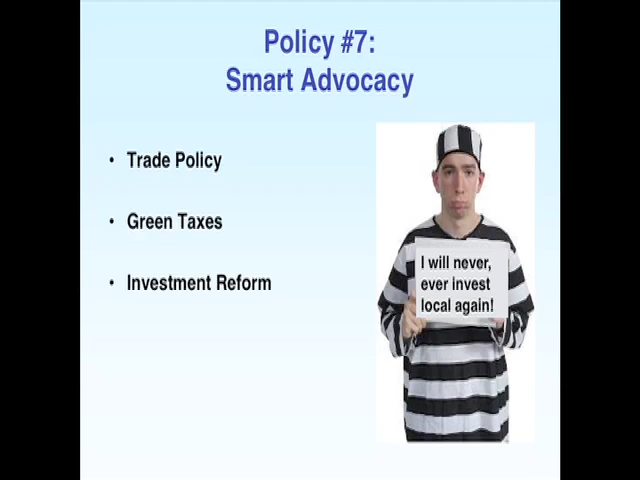 Policy #7:
Smart Advocacy
• Trade Policy
• Green Taxes
• Investment Reform
I will never,
ever invest
local again!